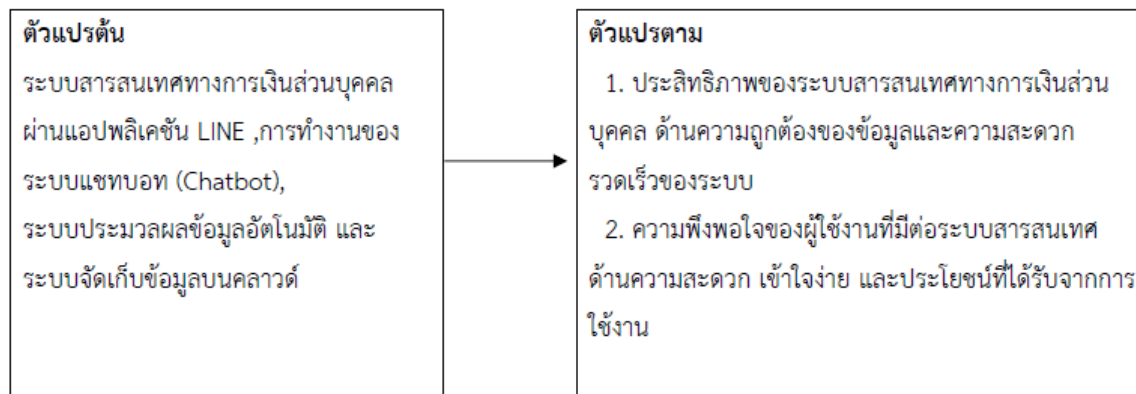 ตัวแปรต้น
ระบบสารสนเทศทางการเงินส่วนบุคคล
ผ่านแอปพลิเคชัน LINE ,การทำงานของ
ระบบแชทบอท (Chatbot),
ระบบประมวลผลข้อมูลอัตโนมัติ และ
ระบบจัดเก็บข้อมูลบนคลาวด์
ตัวแปรตาม
1. ประสิทธิภาพของระบบสารสนเทศทางการเงินส่วน
บุคคล ด้านความถูกต้องของข้อมูลและความสะดวก
รวดเร็วของระบบ
2. ความพึงพอใจของผู้ใช้งานที่มีต่อระบบสารสนเทศ
ด้านความสะดวก เข้าใจง่าย และประโยชน์ที่ได้รับจากการ
ใช้งาน